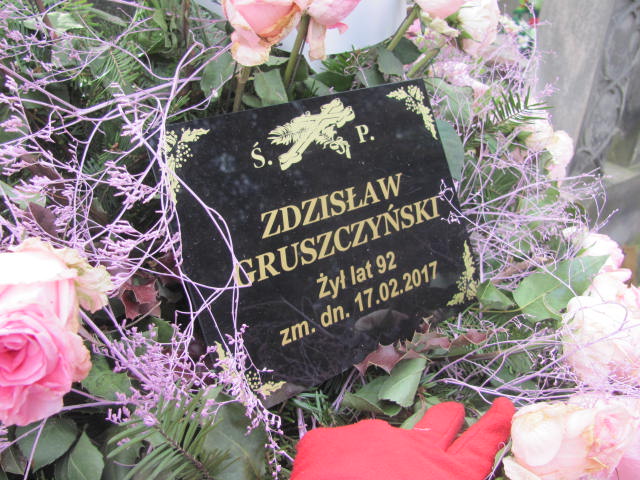 Ś. P.
ZDZISŁAW
GRUSZCZYŃSKI
Żył lat 92
zm. dn. 17.02.2017